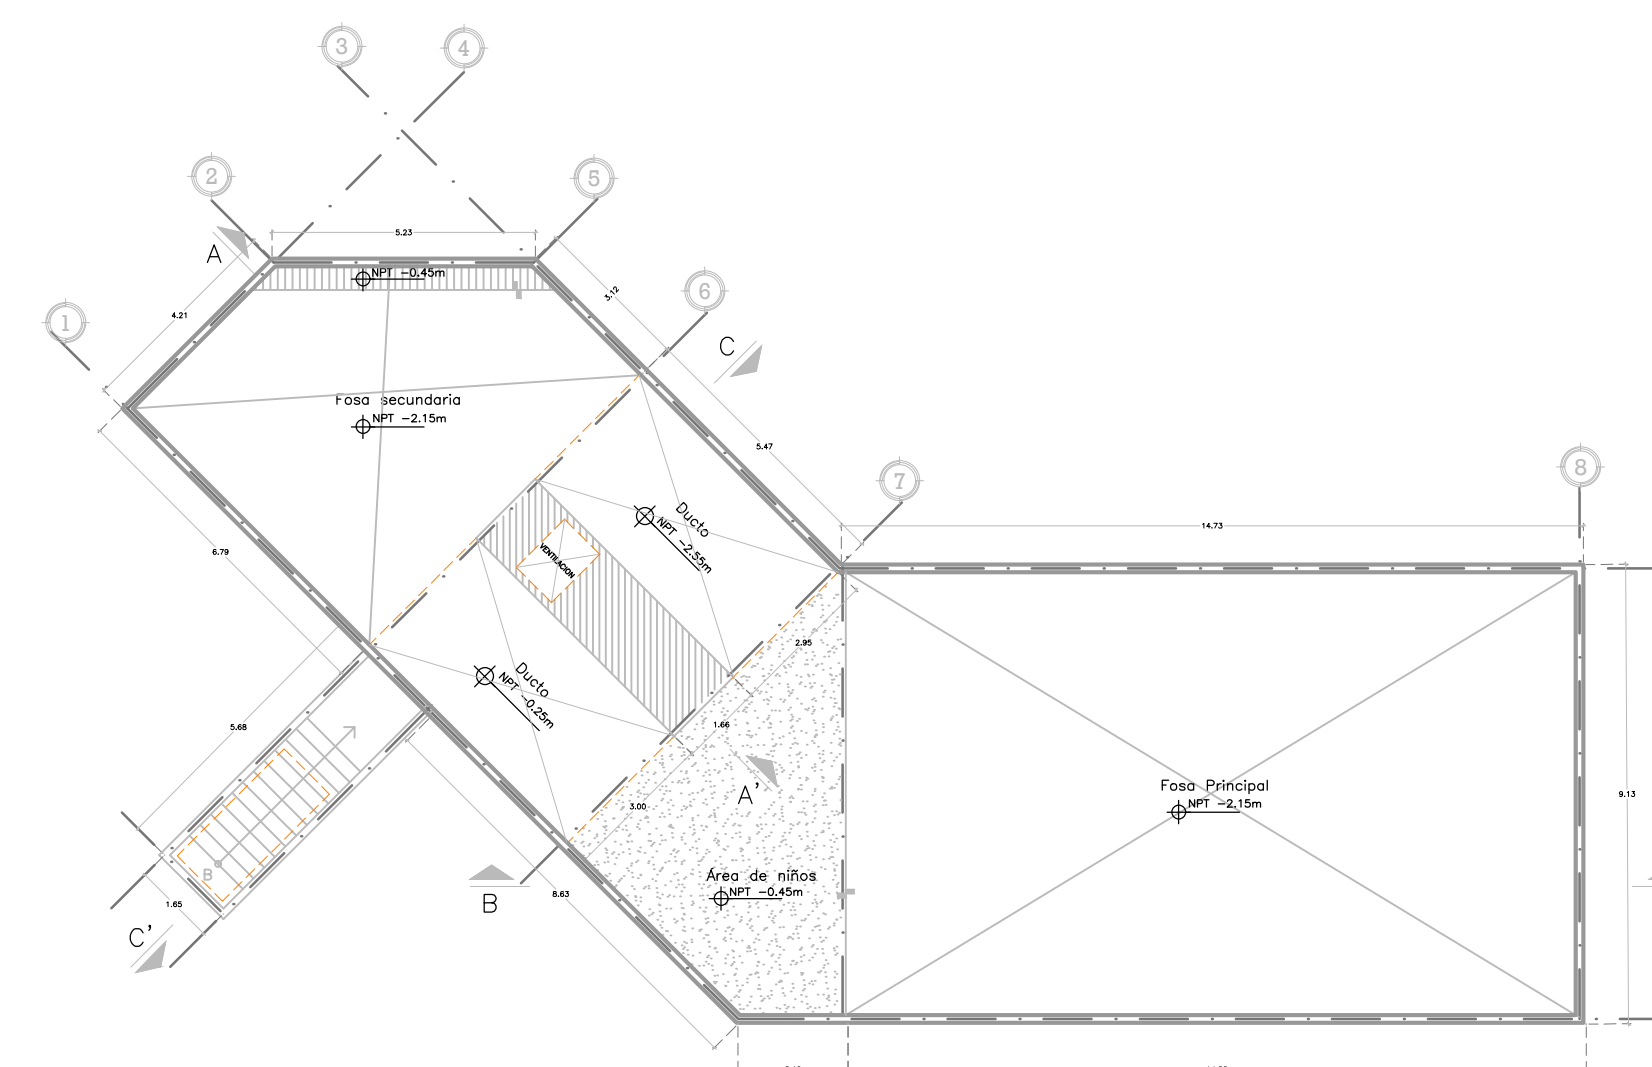 3
4
2
5
A
5.23
NPT -0.45m
6
3.12
1
4.21
C
Fosa secundaria
NPT -2.15m
5.47
8
7
Ducto
NPT -2.55m
14.73
6.79
VENTILACION
2.95
Ducto
NPT -0.25m
5.68
1.66
A'
Fosa Principal
NPT -2.15m
9.13
3.00
B
Área de niños
NPT -0.45m
8.63
B
1.65
C'